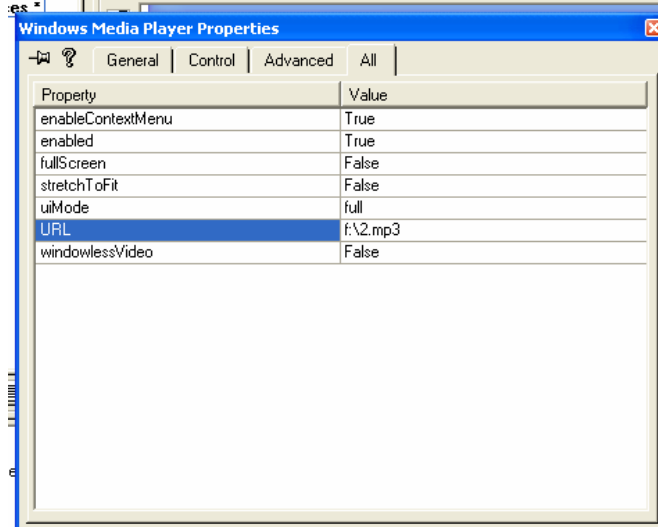 es *
Windows Media Player Properties
General Control Advanced All
Property Value
enableContextMenu True
enabled True
fullScreen False
stretchToFit False
uiMode full
URL f:\2.mp3
windowlessVideo False
e